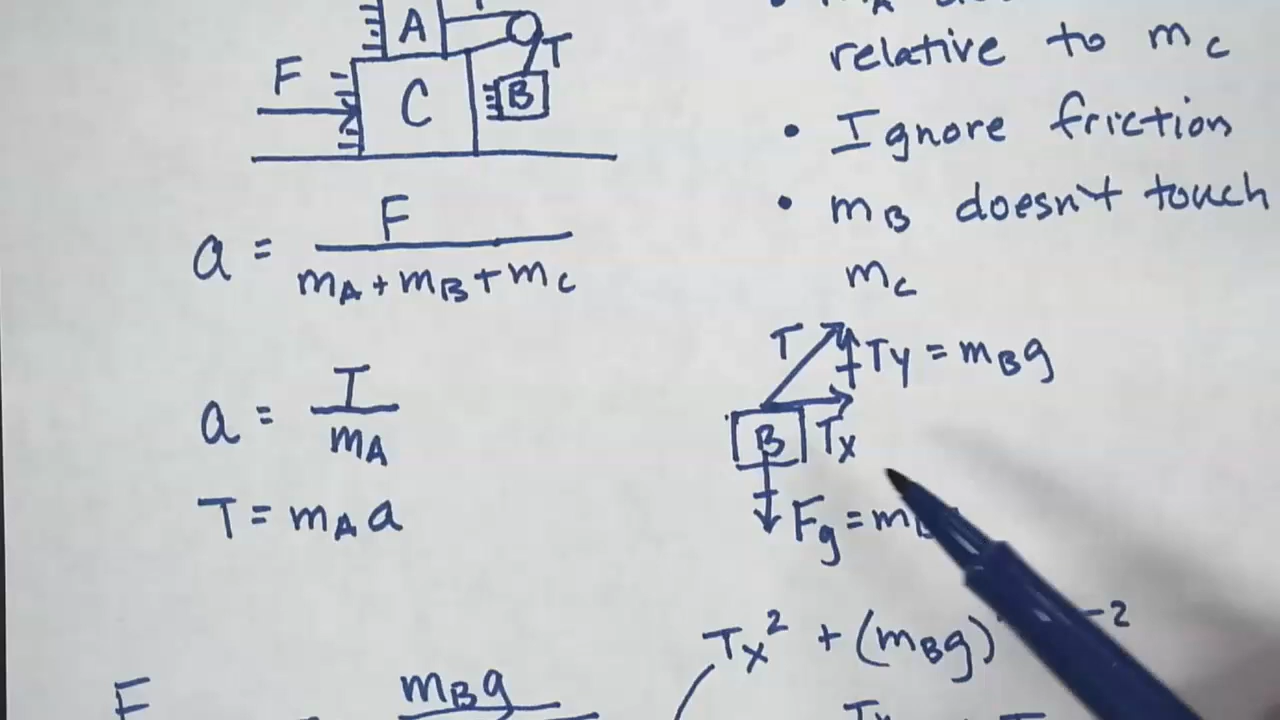 A
T
F
C
B
relative to mC
• Ignore friction
• mB doesn't touch
mC
a = F / (mA + mB + mC)
T
Ty = mBg
a = T / mA
B
Tx
T = mA a
Fg = m
Tx² + (mBg)
F
mBg